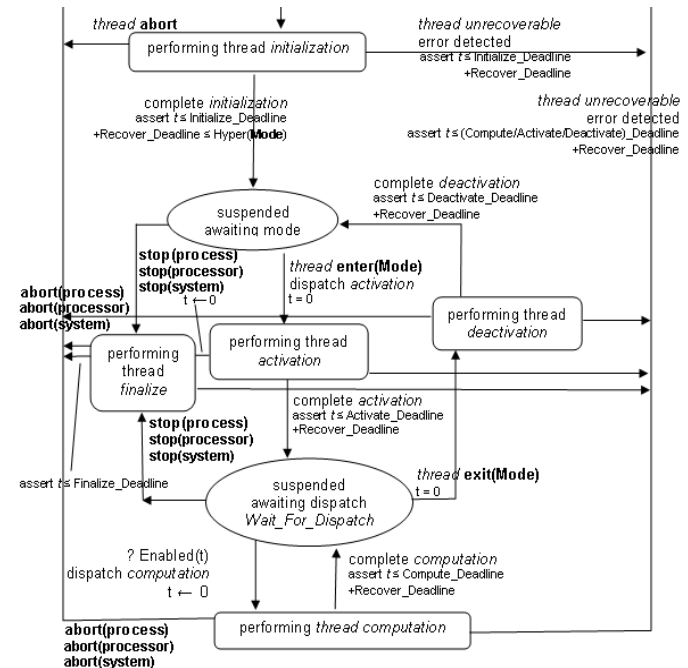 thread abort
performing thread initialization
thread unrecoverable
error detected
assert t ≤ Initialize_Deadline
+Recover_Deadline
complete initialization
assert t ≤ Initialize_Deadline
+Recover_Deadline ≤ Hyper(Mode)
thread unrecoverable
error detected
assert t ≤ (Compute/Activate/Deactivate)_Deadline
+Recover_Deadline
complete deactivation
assert t ≤ Deactivate_Deadline
+Recover_Deadline
suspended
awaiting mode
stop(process)
stop(processor)
stop(system)
t ← 0
thread enter(Mode)
dispatch activation
t = 0
abort(process)
abort(processor)
abort(system)
performing thread
deactivation
performing thread
activation
performing
thread
finalize
complete activation
assert t ≤ Activate_Deadline
+Recover_Deadline
stop(process)
stop(processor)
stop(system)
assert t ≤ Finalize_Deadline
suspended
awaiting dispatch
Wait_For_Dispatch
thread exit(Mode)
t = 0
? Enabled(t)
dispatch computation
t ← 0
complete computation
assert t ≤ Compute_Deadline
+Recover_Deadline
performing thread computation
abort(process)
abort(processor)
abort(system)